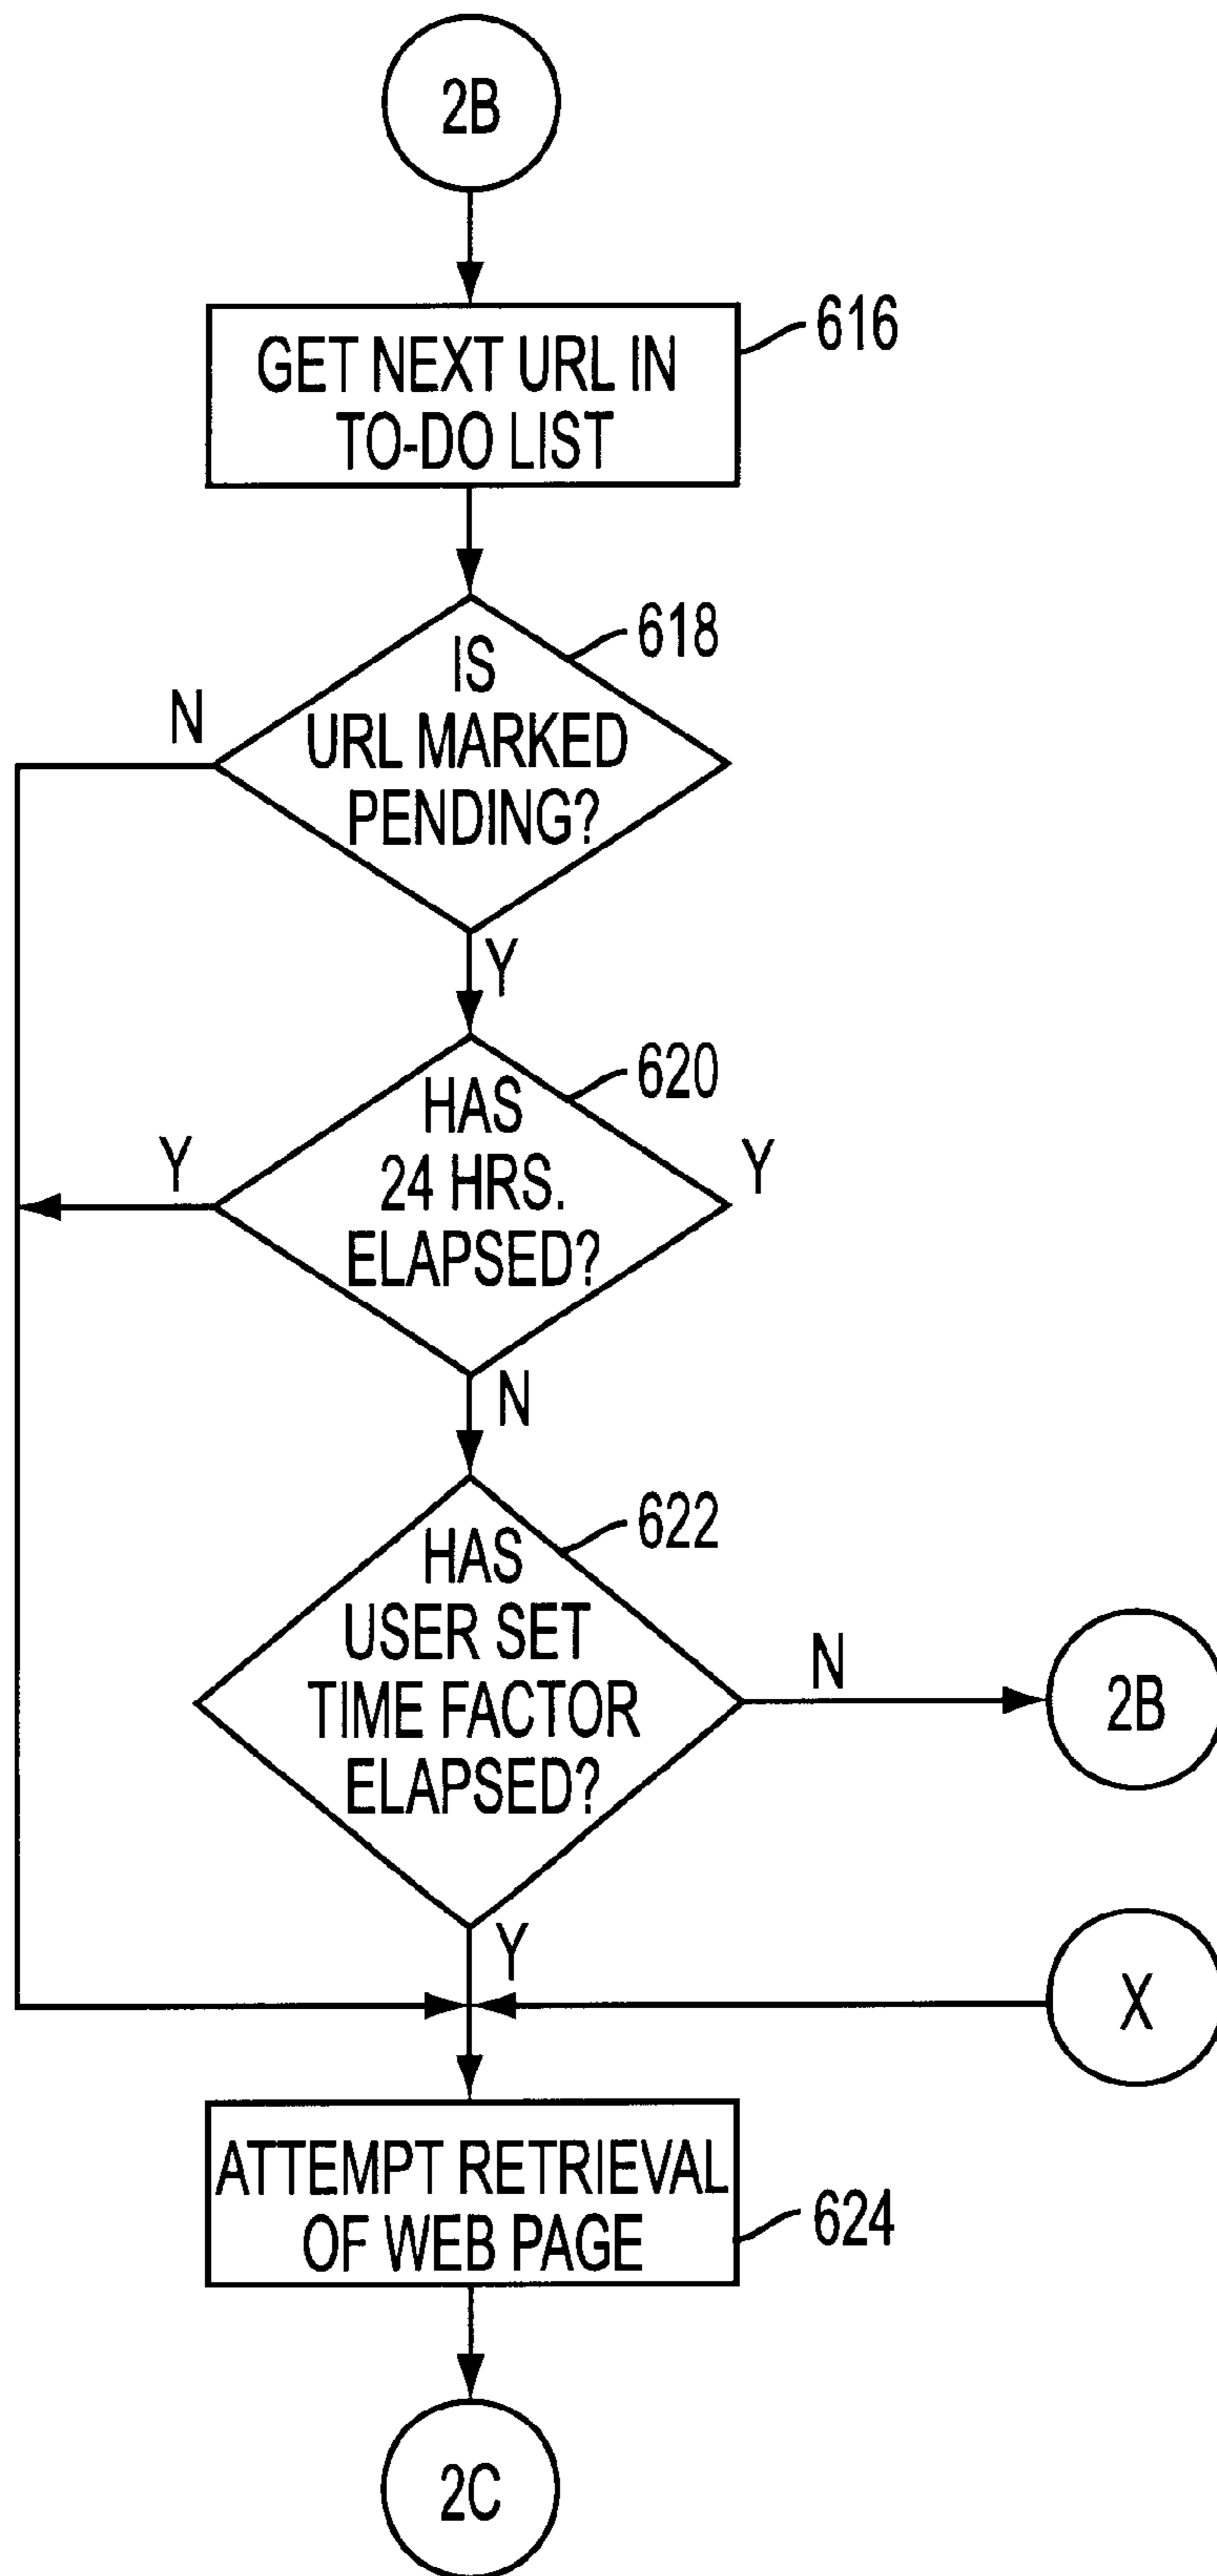 2B
GET NEXT URL IN
TO-DO LIST
616
IS
URL MARKED
PENDING?
618
N
Y
HAS
24 HRS.
ELAPSED?
620
Y
Y
N
HAS
USER SET
TIME FACTOR
ELAPSED?
622
N
2B
Y
X
ATTEMPT RETRIEVAL
OF WEB PAGE
624
2C